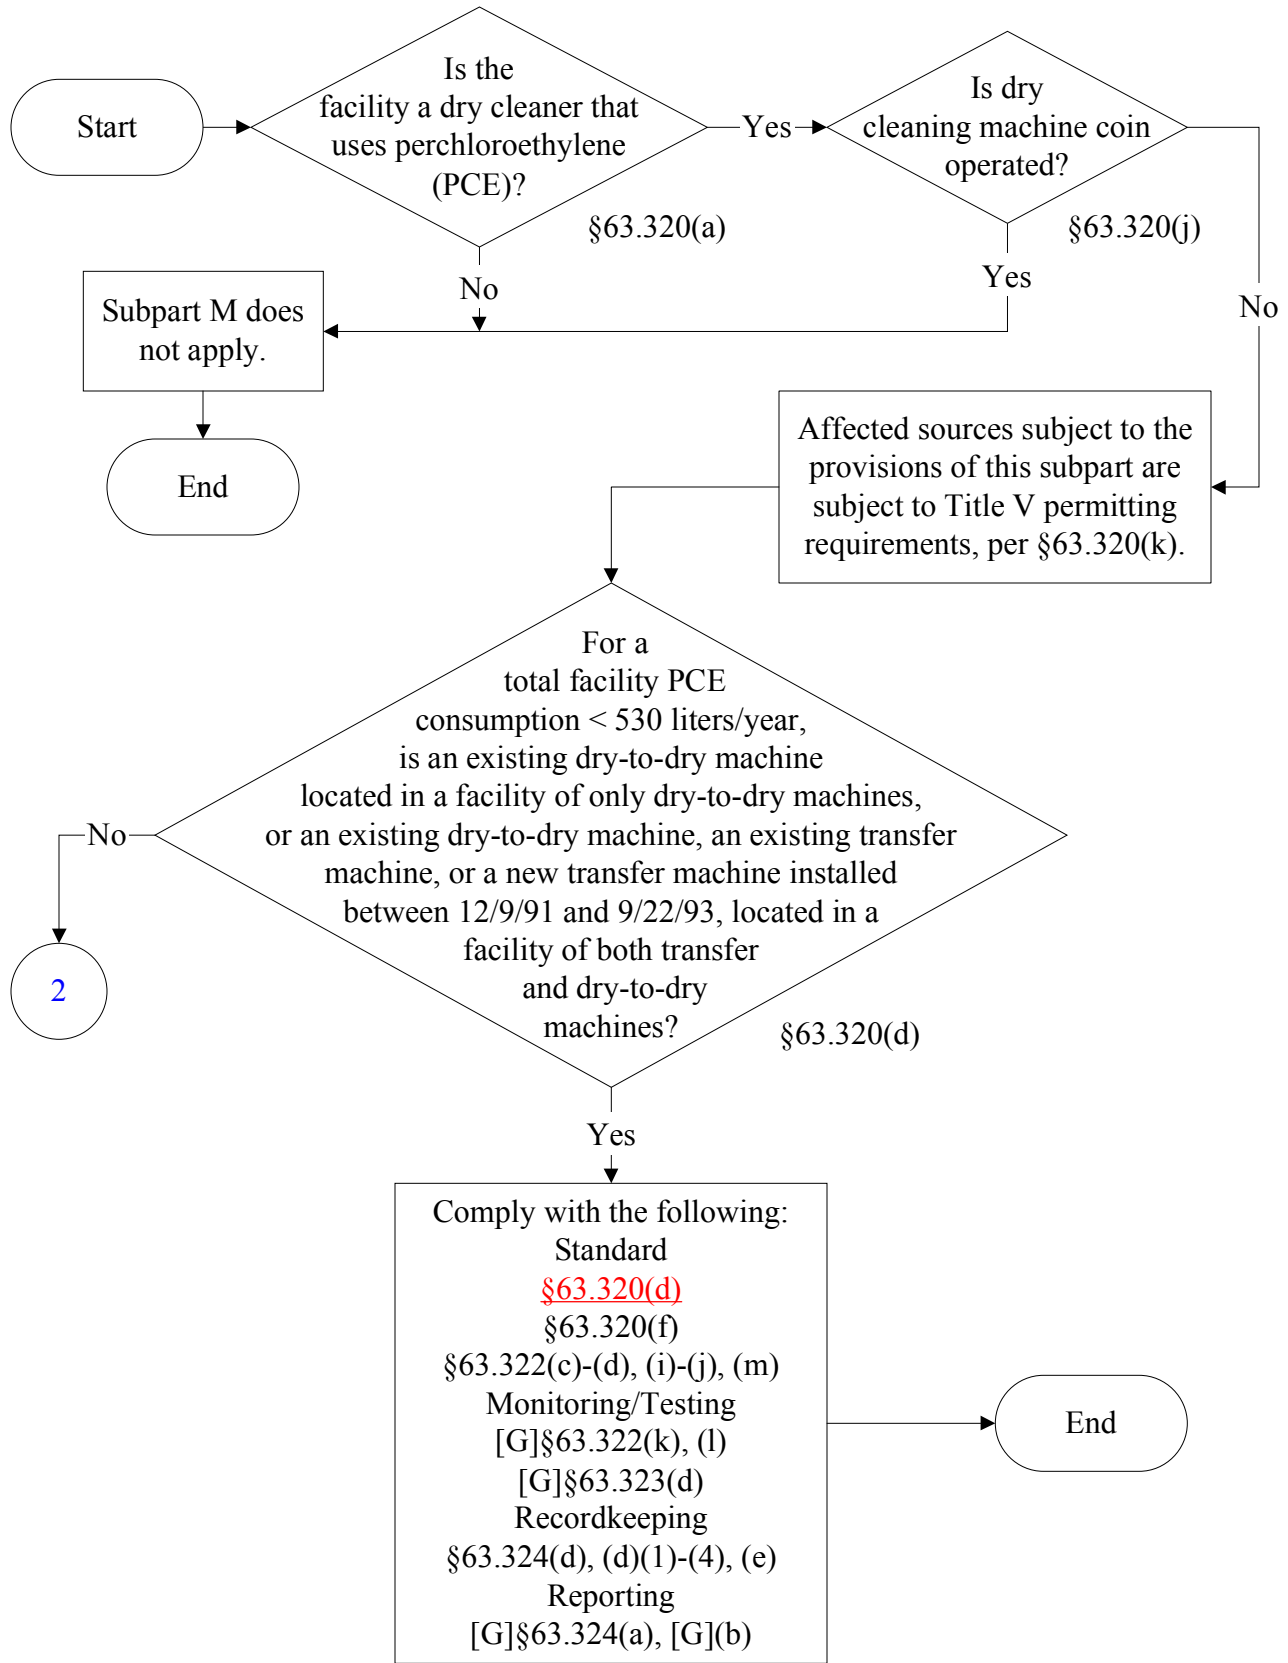 Start
Is the
facility a dry cleaner that
uses perchloroethylene
(PCE)?
§63.320(a)
Yes
Is dry
cleaning machine coin
operated?
§63.320(j)
No
Yes
No
Subpart M does
not apply.
End
Affected sources subject to the
provisions of this subpart are
subject to Title V permitting
requirements, per §63.320(k).
For a
total facility PCE
consumption < 530 liters/year,
is an existing dry-to-dry machine
located in a facility of only dry-to-dry machines,
or an existing dry-to-dry machine, an existing transfer
machine, or a new transfer machine installed
between 12/9/91 and 9/22/93, located in a
facility of both transfer
and dry-to-dry
machines?
§63.320(d)
No
2
Yes
Comply with the following:
Standard
§63.320(d)
§63.320(f)
§63.322(c)-(d), (i)-(j), (m)
Monitoring/Testing
[G]§63.322(k), (l)
[G]§63.323(d)
Recordkeeping
§63.324(d), (d)(1)-(4), (e)
Reporting
[G]§63.324(a), [G](b)
End